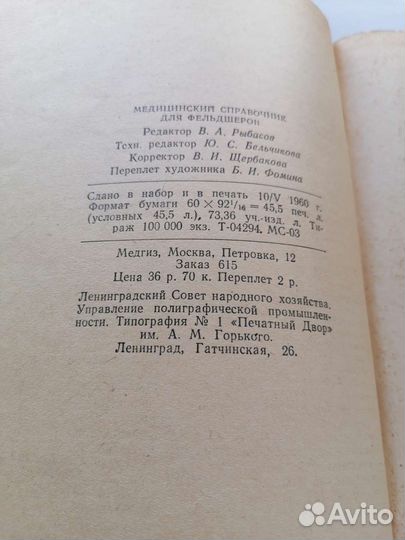 МЕДИЦИНСКИЙ СПРАВОЧНИК
ДЛЯ ФЕЛЬДШЕРОВ
Редактор В. А. Рыбасов
Техн. редактор Ю. С. Бельчикова
Корректор В. И. Щербакова
Переплет художника Б. И. Фомина
Сдано в набор и в печать 10/V 1960 г.
Формат бумаги 60 × 92¹/₁₆ = 45,5 печ. л.
(условных 45,5 л.), 73,36 уч.-изд. л. Ти-
раж 100 000 экз. Т-04294. МС-03
Медгиз, Москва, Петровка, 12
Заказ 615
Цена 36 р. 70 к. Переплет 2 р.
Ленинградский Совет народного хозяйства.
Управление полиграфической промышлен-
ности. Типография № 1 «Печатный Двор»
им. А. М. Горького.
Ленинград, Гатчинская, 26.
Avito